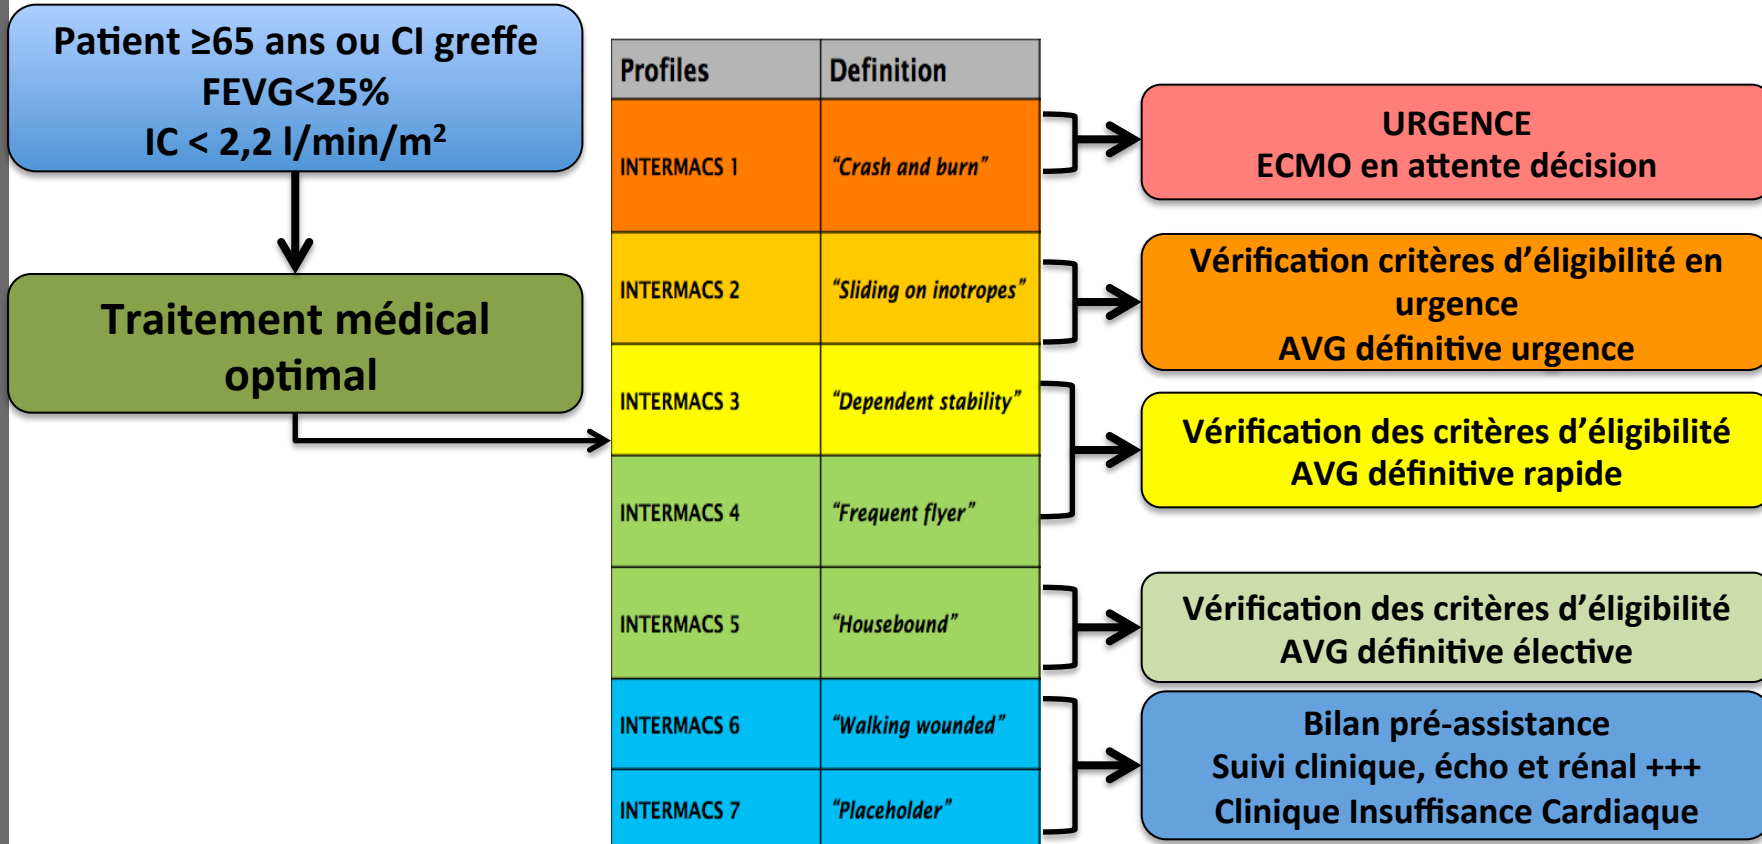 Patient ≥65 ans ou CI greffe
FEVG<25%
IC < 2,2 l/min/m²
Traitement médical
optimal
Profiles Definition
INTERMACS 1 “Crash and burn”
INTERMACS 2 “Sliding on inotropes”
INTERMACS 3 “Dependent stability”
INTERMACS 4 “Frequent flyer”
INTERMACS 5 “Housebound”
INTERMACS 6 “Walking wounded”
INTERMACS 7 “Placeholder”
URGENCE
ECMO en attente décision
Vérification critères d’éligibilité en
urgence
AVG définitive urgence
Vérification des critères d’éligibilité
AVG définitive rapide
Vérification des critères d’éligibilité
AVG définitive élective
Bilan pré-assistance
Suivi clinique, écho et rénal +++
Clinique Insuffisance Cardiaque